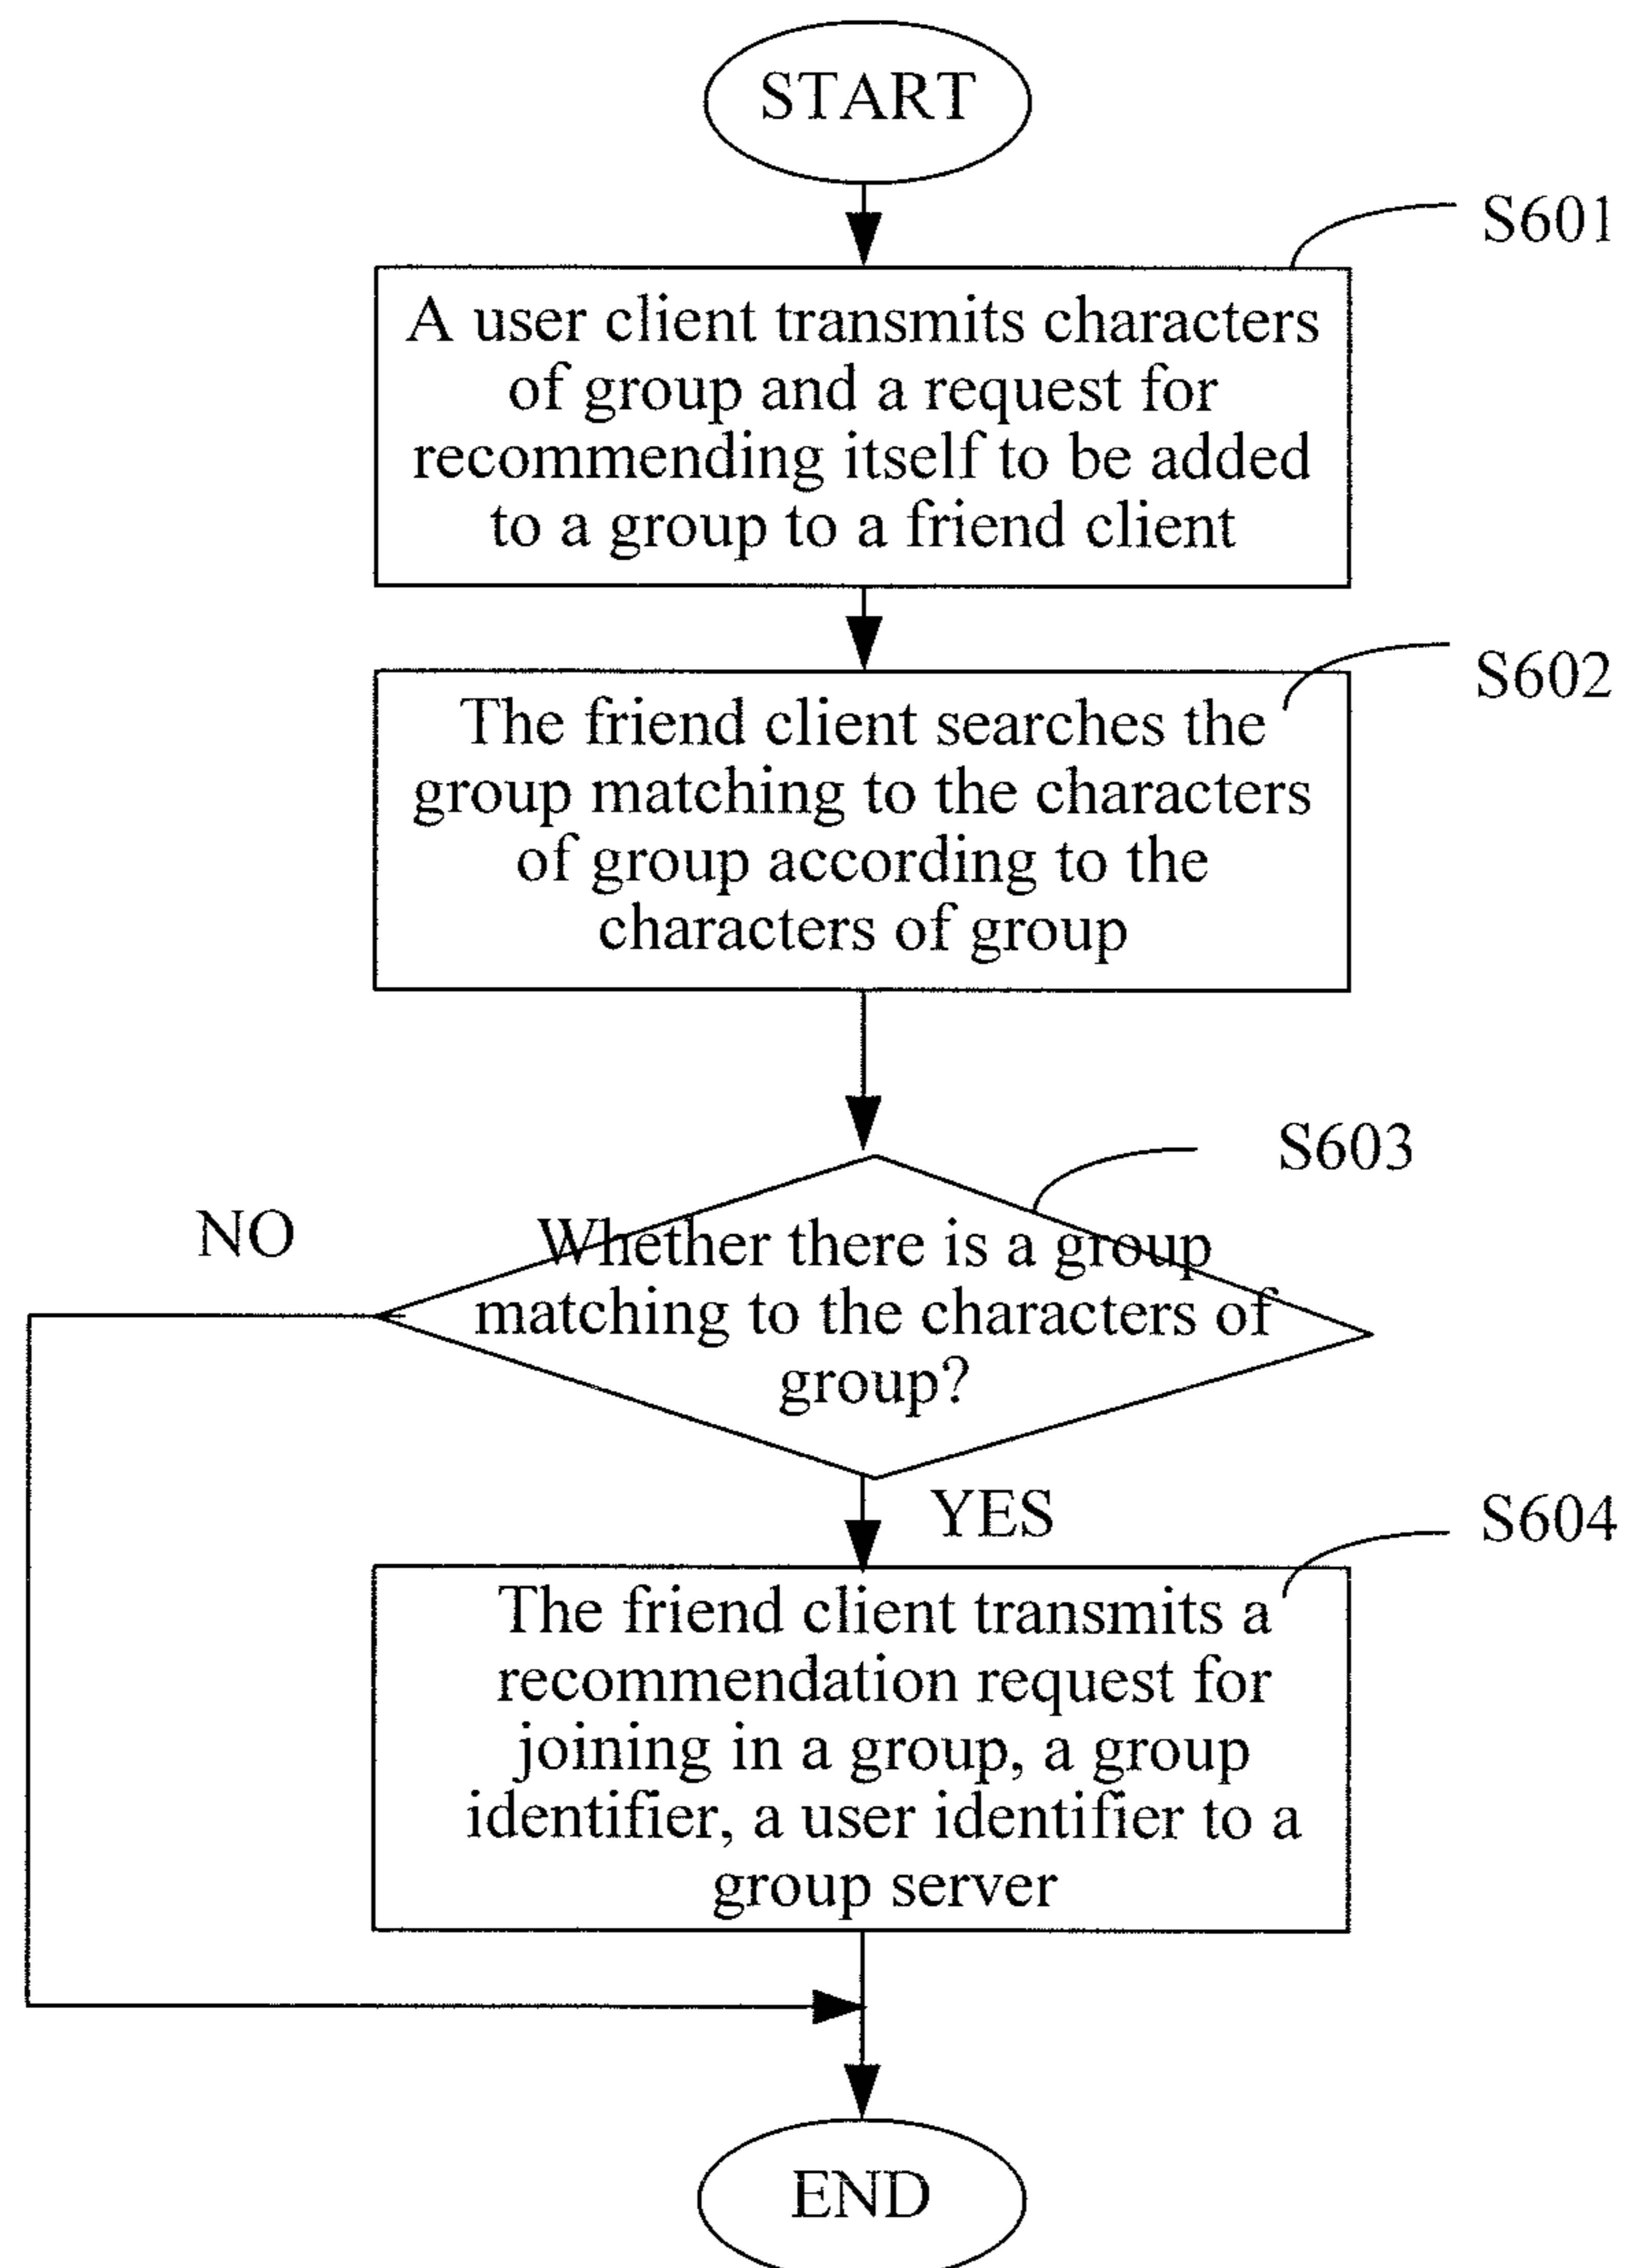 START
S601
A user client transmits characters
of group and a request for
recommending itself to be added
to a group to a friend client
S602
The friend client searches the
group matching to the characters
of group according to the
characters of group
S603
NO
Whether there is a group
matching to the characters of
group?
YES
S604
The friend client transmits a
recommendation request for
joining in a group, a group
identifier, a user identifier to a
group server
END